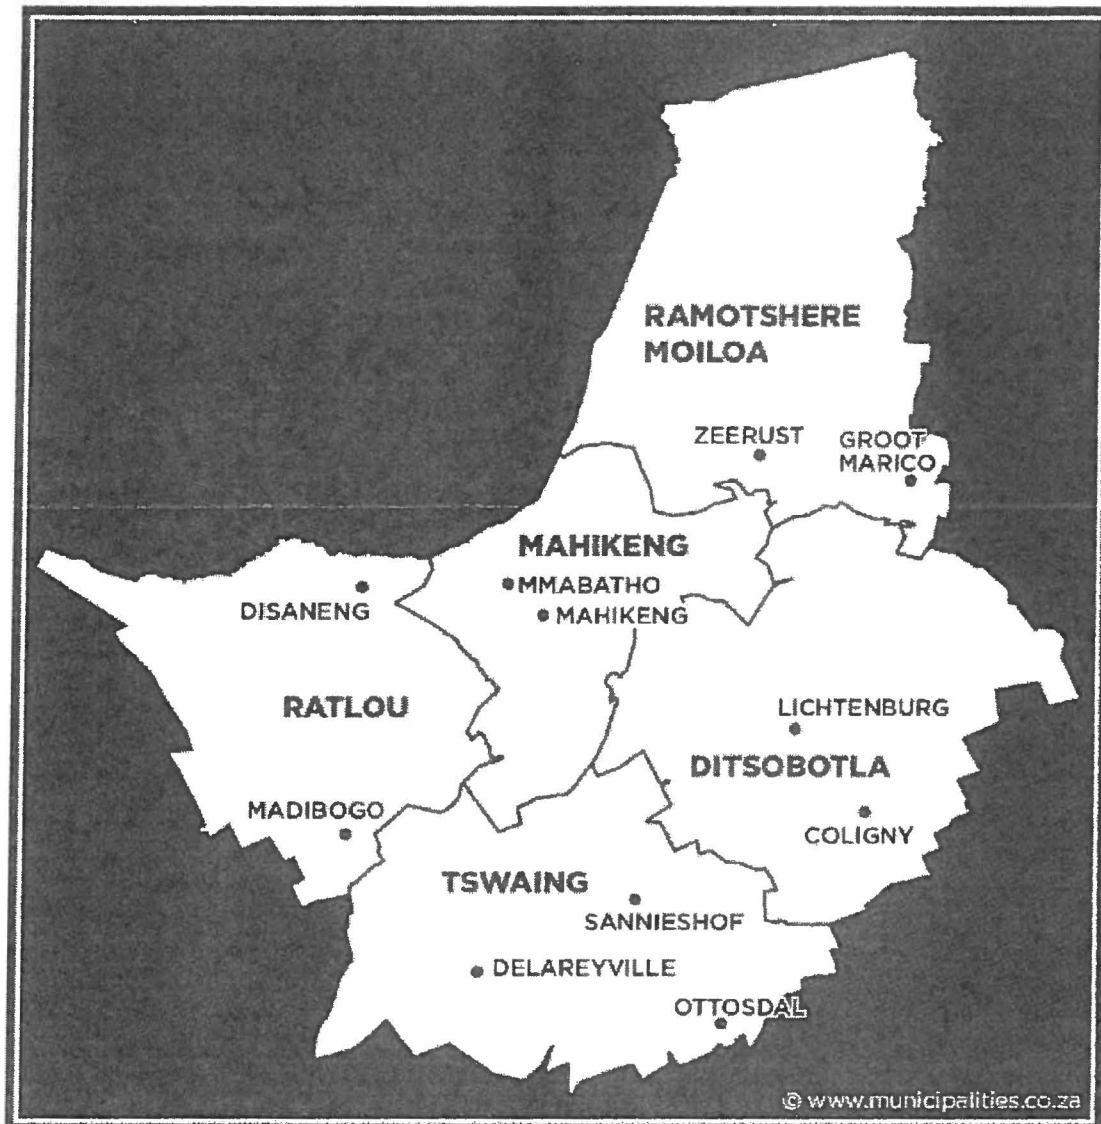 RAMOTSHERE
MOILOA
ZEERUST
GROOT
MARICO
MAHIKENG
MMABATHO
MAHIKENG
DISANENG
RATLOU
LICHTENBURG
DITSOBOTLA
MADIBOGO
COLIGNY
TSWAING
SANNIESHOF
DELAREYVILLE
OTTOSDAL
© www.municipalities.co.za